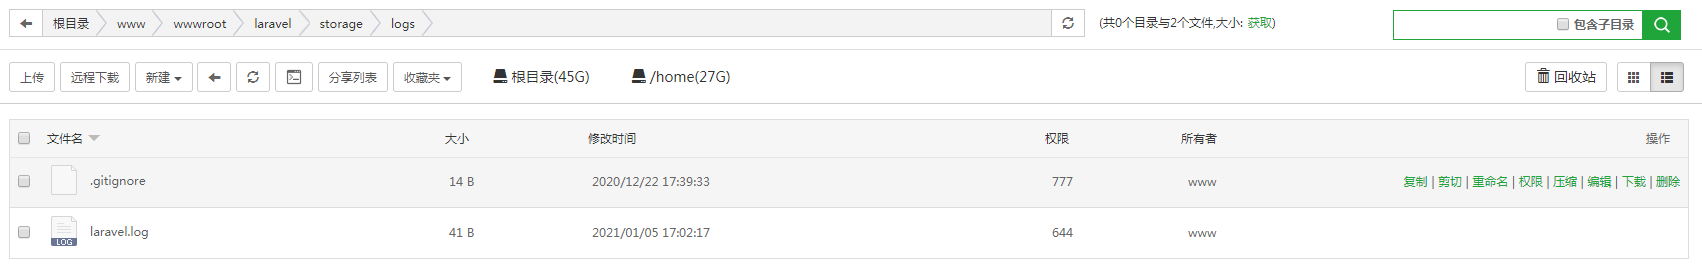 根目录 www wwwroot laravel storage logs (共0个目录与2个文件,大小: 获取) 包含子目录
上传 远程下载 新建 分享列表 收藏夹 根目录(45G) /home(27G) 回收站
文件名 大小 修改时间 权限 所有者 操作
.gitignore 14 B 2020/12/22 17:39:33 777 www 复制 | 剪切 | 重命名 | 权限 | 压缩 | 编辑 | 下载 | 删除
LOG laravel.log 41 B 2021/01/05 17:02:17 644 www